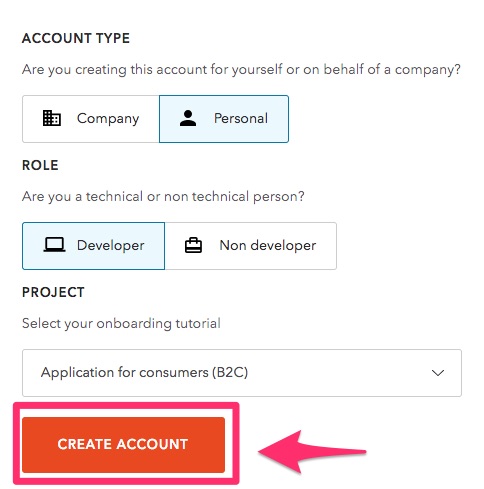 ACCOUNT TYPE
Are you creating this account for yourself or on behalf of a company?
Company
Personal
ROLE
Are you a technical or non technical person?
Developer
Non developer
PROJECT
Select your onboarding tutorial
Application for consumers (B2C)
CREATE ACCOUNT